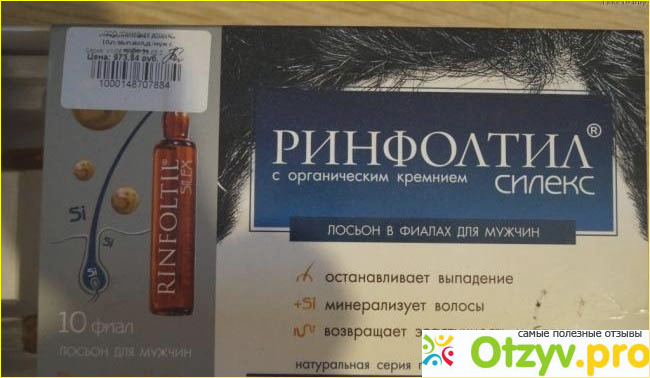 Цена: 973.84 руб.
1000148707884
РИНФОЛТИЛ®
с органическим кремнием
силекс
ЛОСЬОН В ФИАЛАХ ДЛЯ МУЖЧИН
RINFOLTIL®
SILEX
Si
Si
Si
останавливает выпадение
+Si минерализует волосы
возвращает
10 фиал
ЛОСЬОН ДЛЯ МУЖЧИН
натуральная серия
самые полезные отзывы
Otzyv.pro